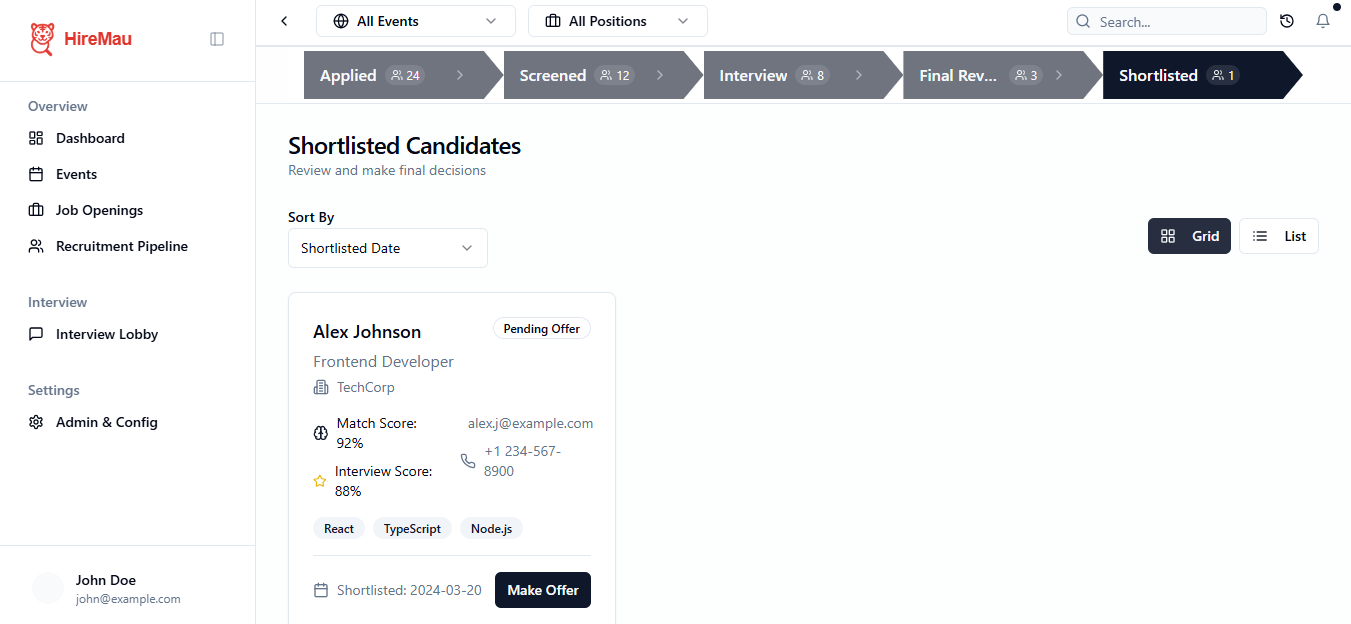 HireMau
All Events
All Positions
Search...
Applied 24
Screened 12
Interview 8
Final Rev... 3
Shortlisted 1
Overview
Dashboard
Events
Job Openings
Recruitment Pipeline
Interview
Interview Lobby
Settings
Admin & Config
John Doe
john@example.com
Shortlisted Candidates
Review and make final decisions
Sort By
Shortlisted Date
Grid
List
Alex Johnson
Pending Offer
Frontend Developer
TechCorp
Match Score:
92%
Interview Score:
88%
alex.j@example.com
+1 234-567-
8900
React
TypeScript
Node.js
Shortlisted: 2024-03-20
Make Offer